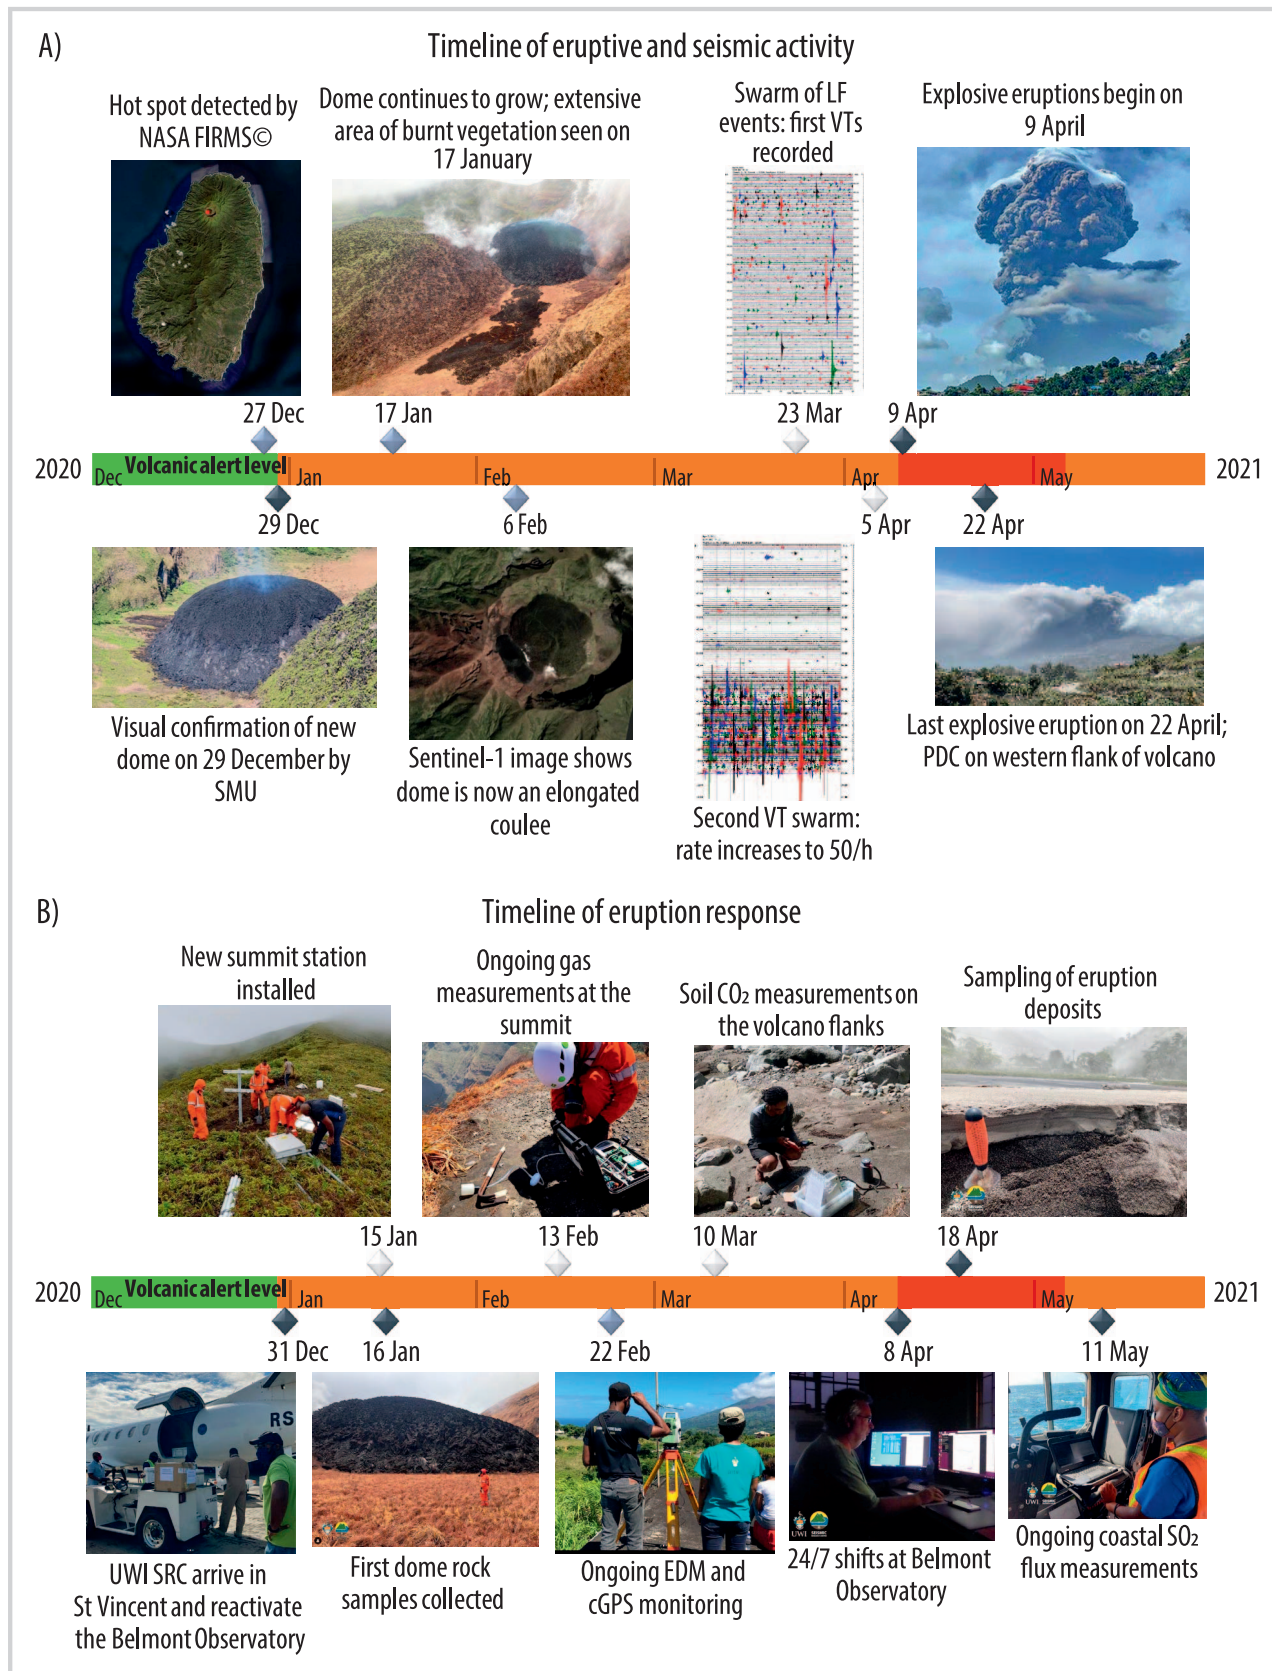 A)
Timeline of eruptive and seismic activity
Hot spot detected by
NASA FIRMS©
Dome continues to grow; extensive
area of burnt vegetation seen on
17 January
Swarm of LF
events: first VTs
recorded
Explosive eruptions begin on
9 April
27 Dec
17 Jan
23 Mar
9 Apr
2020
Dec
Volcanic alert level
Jan
Feb
Mar
Apr
May
2021
29 Dec
6 Feb
5 Apr
22 Apr
Visual confirmation of new
dome on 29 December by
SMU
Sentinel-1 image shows
dome is now an elongated
coulee
Second VT swarm:
rate increases to 50/h
Last explosive eruption on 22 April;
PDC on western flank of volcano
B)
Timeline of eruption response
New summit station
installed
Ongoing gas
measurements at the
summit
Soil CO₂ measurements on
the volcano flanks
Sampling of eruption
deposits
15 Jan
13 Feb
10 Mar
18 Apr
2020
Dec
Volcanic alert level
Jan
Feb
Mar
Apr
May
2021
31 Dec
16 Jan
22 Feb
8 Apr
11 May
RS
UWI
SEISMIC
UWI
UWI SRC arrive in
St Vincent and reactivate
the Belmont Observatory
First dome rock
samples collected
Ongoing EDM and
cGPS monitoring
24/7 shifts at Belmont
Observatory
Ongoing coastal SO₂
flux measurements